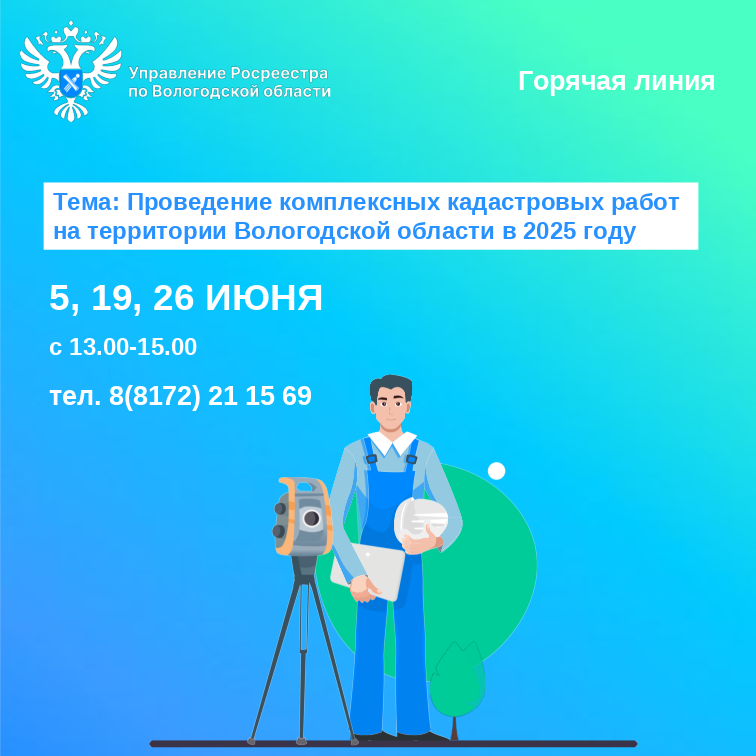 Управление Росреестра
по Вологодской области
Горячая линия
Тема: Проведение комплексных кадастровых работ
на территории Вологодской области в 2025 году
5, 19, 26 ИЮНЯ
с 13.00-15.00
тел. 8(8172) 21 15 69